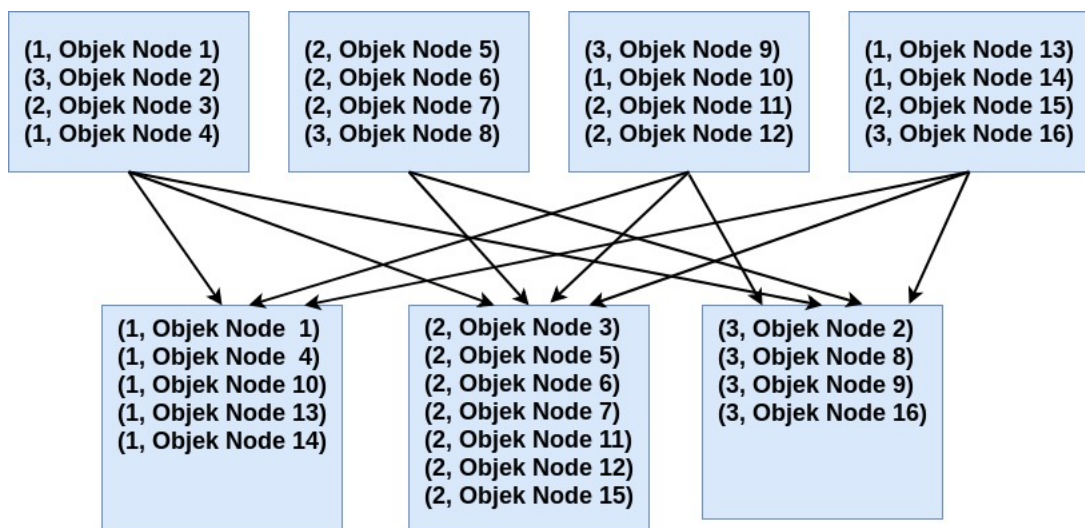 (1, Objek Node 1)
(3, Objek Node 2)
(2, Objek Node 3)
(1, Objek Node 4)
(2, Objek Node 5)
(2, Objek Node 6)
(2, Objek Node 7)
(3, Objek Node 8)
(3, Objek Node 9)
(1, Objek Node 10)
(2, Objek Node 11)
(2, Objek Node 12)
(1, Objek Node 13)
(1, Objek Node 14)
(2, Objek Node 15)
(3, Objek Node 16)
(1, Objek Node  1)
(1, Objek Node  4)
(1, Objek Node 10)
(1, Objek Node 13)
(1, Objek Node 14)
(2, Objek Node 3)
(2, Objek Node 5)
(2, Objek Node 6)
(2, Objek Node 7)
(2, Objek Node 11)
(2, Objek Node 12)
(2, Objek Node 15)
(3, Objek Node 2)
(3, Objek Node 8)
(3, Objek Node 9)
(3, Objek Node 16)